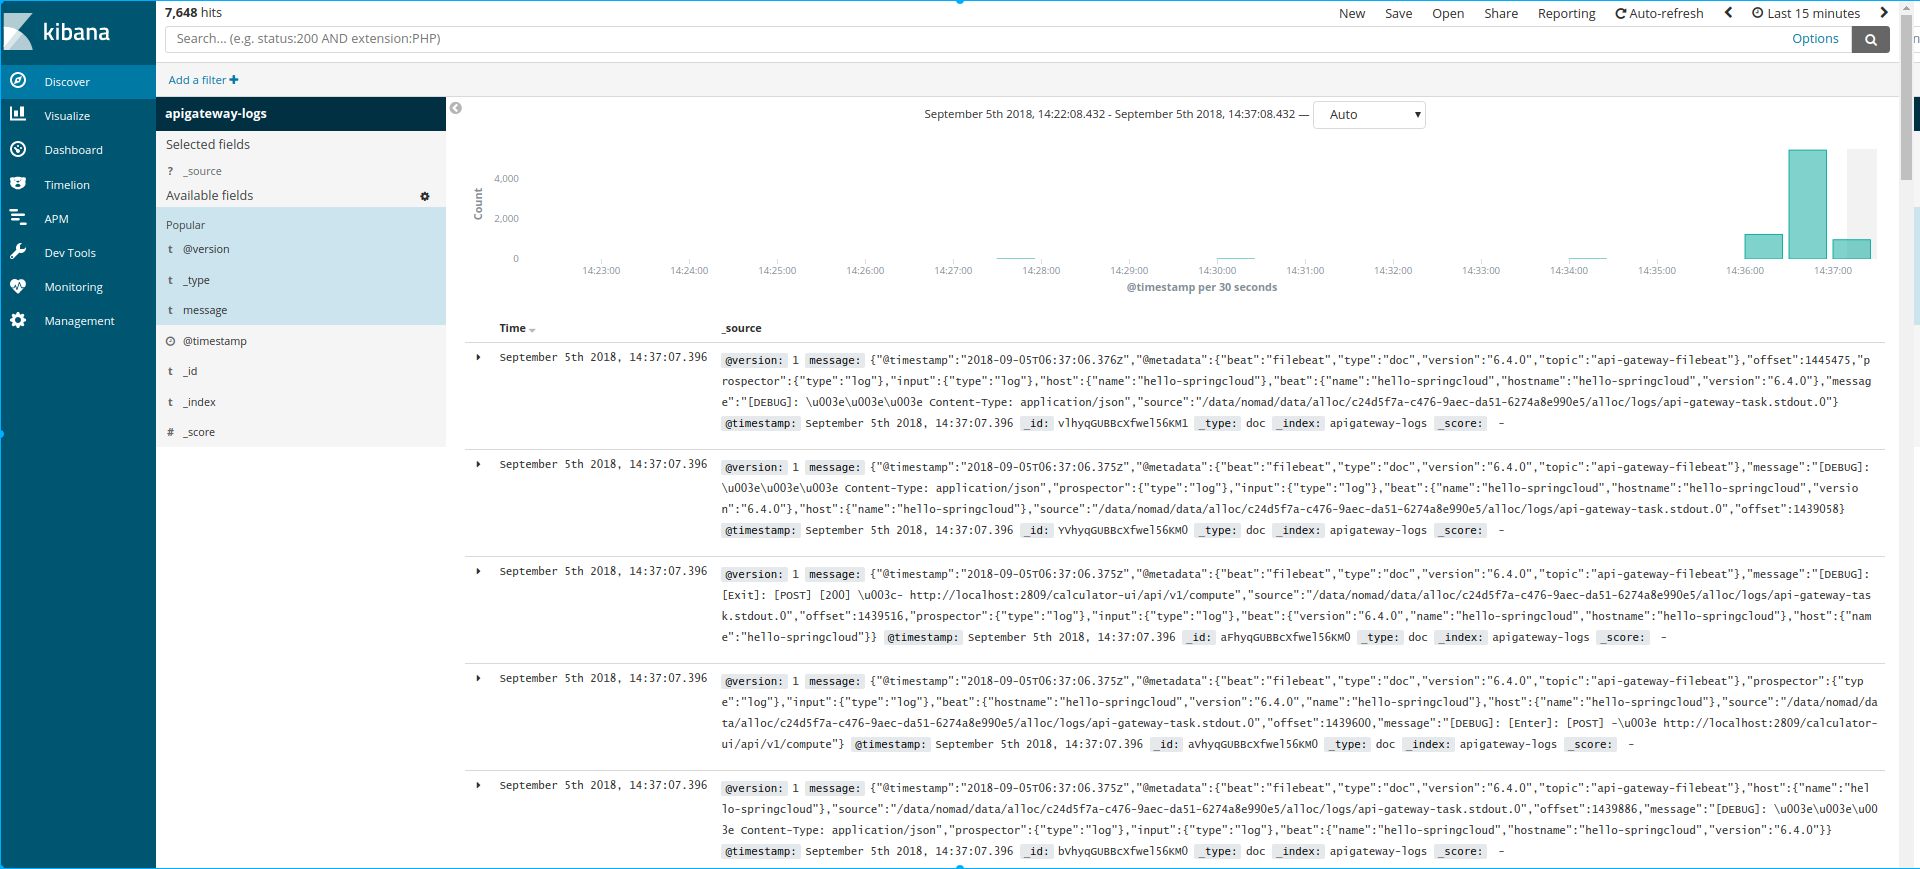 7,648 hits
New Save Open Share Reporting Auto-refresh Last 15 minutes
kibana
Search... (e.g. status:200 AND extension:PHP)
Options
Add a filter
Discover
Visualize
Dashboard
Timelion
APM
Dev Tools
Monitoring
Management
apigateway-logs
Selected fields
? _source
Available fields
Popular
t @version
t _type
t message
@timestamp
t _id
t _index
# _score
September 5th 2018, 14:22:08.432 - September 5th 2018, 14:37:08.432 — Auto
Count
4,000
2,000
0
14:23:00 14:24:00 14:25:00 14:26:00 14:27:00 14:28:00 14:29:00 14:30:00 14:31:00 14:32:00 14:33:00 14:34:00 14:35:00 14:36:00 14:37:00
@timestamp per 30 seconds
Time _source
September 5th 2018, 14:37:07.396 @version: 1 message: {"@timestamp":"2018-09-05T06:37:06.376Z","@metadata":{"beat":"filebeat","type":"doc","version":"6.4.0","topic":"api-gateway-filebeat"},"offset":1445475,"p
rospector":{"type":"log"},"input":{"type":"log"},"host":{"name":"hello-springcloud"},"beat":{"name":"hello-springcloud","hostname":"hello-springcloud","version":"6.4.0"},"messag
e":"[DEBUG]: \u003e\u003e\u003e Content-Type: application/json","source":"/data/nomad/data/alloc/c24d5f7a-c476-9aec-da51-6274a8e990e5/alloc/logs/api-gateway-task.stdout.0"}
@timestamp: September 5th 2018, 14:37:07.396 _id: vlhyqGUBBcXfwel56KM1 _type: doc _index: apigateway-logs _score: -
September 5th 2018, 14:37:07.396 @version: 1 message: {"@timestamp":"2018-09-05T06:37:06.375Z","@metadata":{"beat":"filebeat","type":"doc","version":"6.4.0","topic":"api-gateway-filebeat"},"message":"[DEBUG]:
\u003e\u003e\u003e Content-Type: application/json","prospector":{"type":"log"},"input":{"type":"log"},"beat":{"name":"hello-springcloud","hostname":"hello-springcloud","versio
n":"6.4.0"},"host":{"name":"hello-springcloud"},"source":"/data/nomad/data/alloc/c24d5f7a-c476-9aec-da51-6274a8e990e5/alloc/logs/api-gateway-task.stdout.0","offset":1439058}
@timestamp: September 5th 2018, 14:37:07.396 _id: YVhyqGUBBcXfwel56KM0 _type: doc _index: apigateway-logs _score: -
September 5th 2018, 14:37:07.396 @version: 1 message: {"@timestamp":"2018-09-05T06:37:06.375Z","@metadata":{"beat":"filebeat","type":"doc","version":"6.4.0","topic":"api-gateway-filebeat"},"message":"[DEBUG]:
[Exit]: [POST] [200] \u003c- http://localhost:2809/calculator-ui/api/v1/compute","source":"/data/nomad/data/alloc/c24d5f7a-c476-9aec-da51-6274a8e990e5/alloc/logs/api-gateway-tas
k.stdout.0","offset":1439516,"prospector":{"type":"log"},"input":{"type":"log"},"beat":{"version":"6.4.0","name":"hello-springcloud","hostname":"hello-springcloud"},"host":{"nam
e":"hello-springcloud"}} @timestamp: September 5th 2018, 14:37:07.396 _id: aFhyqGUBBcXfwel56KM0 _type: doc _index: apigateway-logs _score: -
September 5th 2018, 14:37:07.396 @version: 1 message: {"@timestamp":"2018-09-05T06:37:06.375Z","@metadata":{"beat":"filebeat","type":"doc","version":"6.4.0","topic":"api-gateway-filebeat"},"prospector":{"typ
e":"log"},"input":{"type":"log"},"beat":{"hostname":"hello-springcloud","version":"6.4.0","name":"hello-springcloud"},"host":{"name":"hello-springcloud"},"source":"/data/nomad/da
ta/alloc/c24d5f7a-c476-9aec-da51-6274a8e990e5/alloc/logs/api-gateway-task.stdout.0","offset":1439600,"message":"[DEBUG]: [Enter]: [POST] -\u003e http://localhost:2809/calculator-
ui/api/v1/compute"} @timestamp: September 5th 2018, 14:37:07.396 _id: aVhyqGUBBcXfwel56KM0 _type: doc _index: apigateway-logs _score: -
September 5th 2018, 14:37:07.396 @version: 1 message: {"@timestamp":"2018-09-05T06:37:06.375Z","@metadata":{"beat":"filebeat","type":"doc","version":"6.4.0","topic":"api-gateway-filebeat"},"host":{"name":"hel
lo-springcloud"},"source":"/data/nomad/data/alloc/c24d5f7a-c476-9aec-da51-6274a8e990e5/alloc/logs/api-gateway-task.stdout.0","offset":1439886,"message":"[DEBUG]: \u003e\u003e\u00
3e Content-Type: application/json","prospector":{"type":"log"},"input":{"type":"log"},"beat":{"name":"hello-springcloud","hostname":"hello-springcloud","version":"6.4.0"}}
@timestamp: September 5th 2018, 14:37:07.396 _id: bVhyqGUBBcXfwel56KM0 _type: doc _index: apigateway-logs _score: -